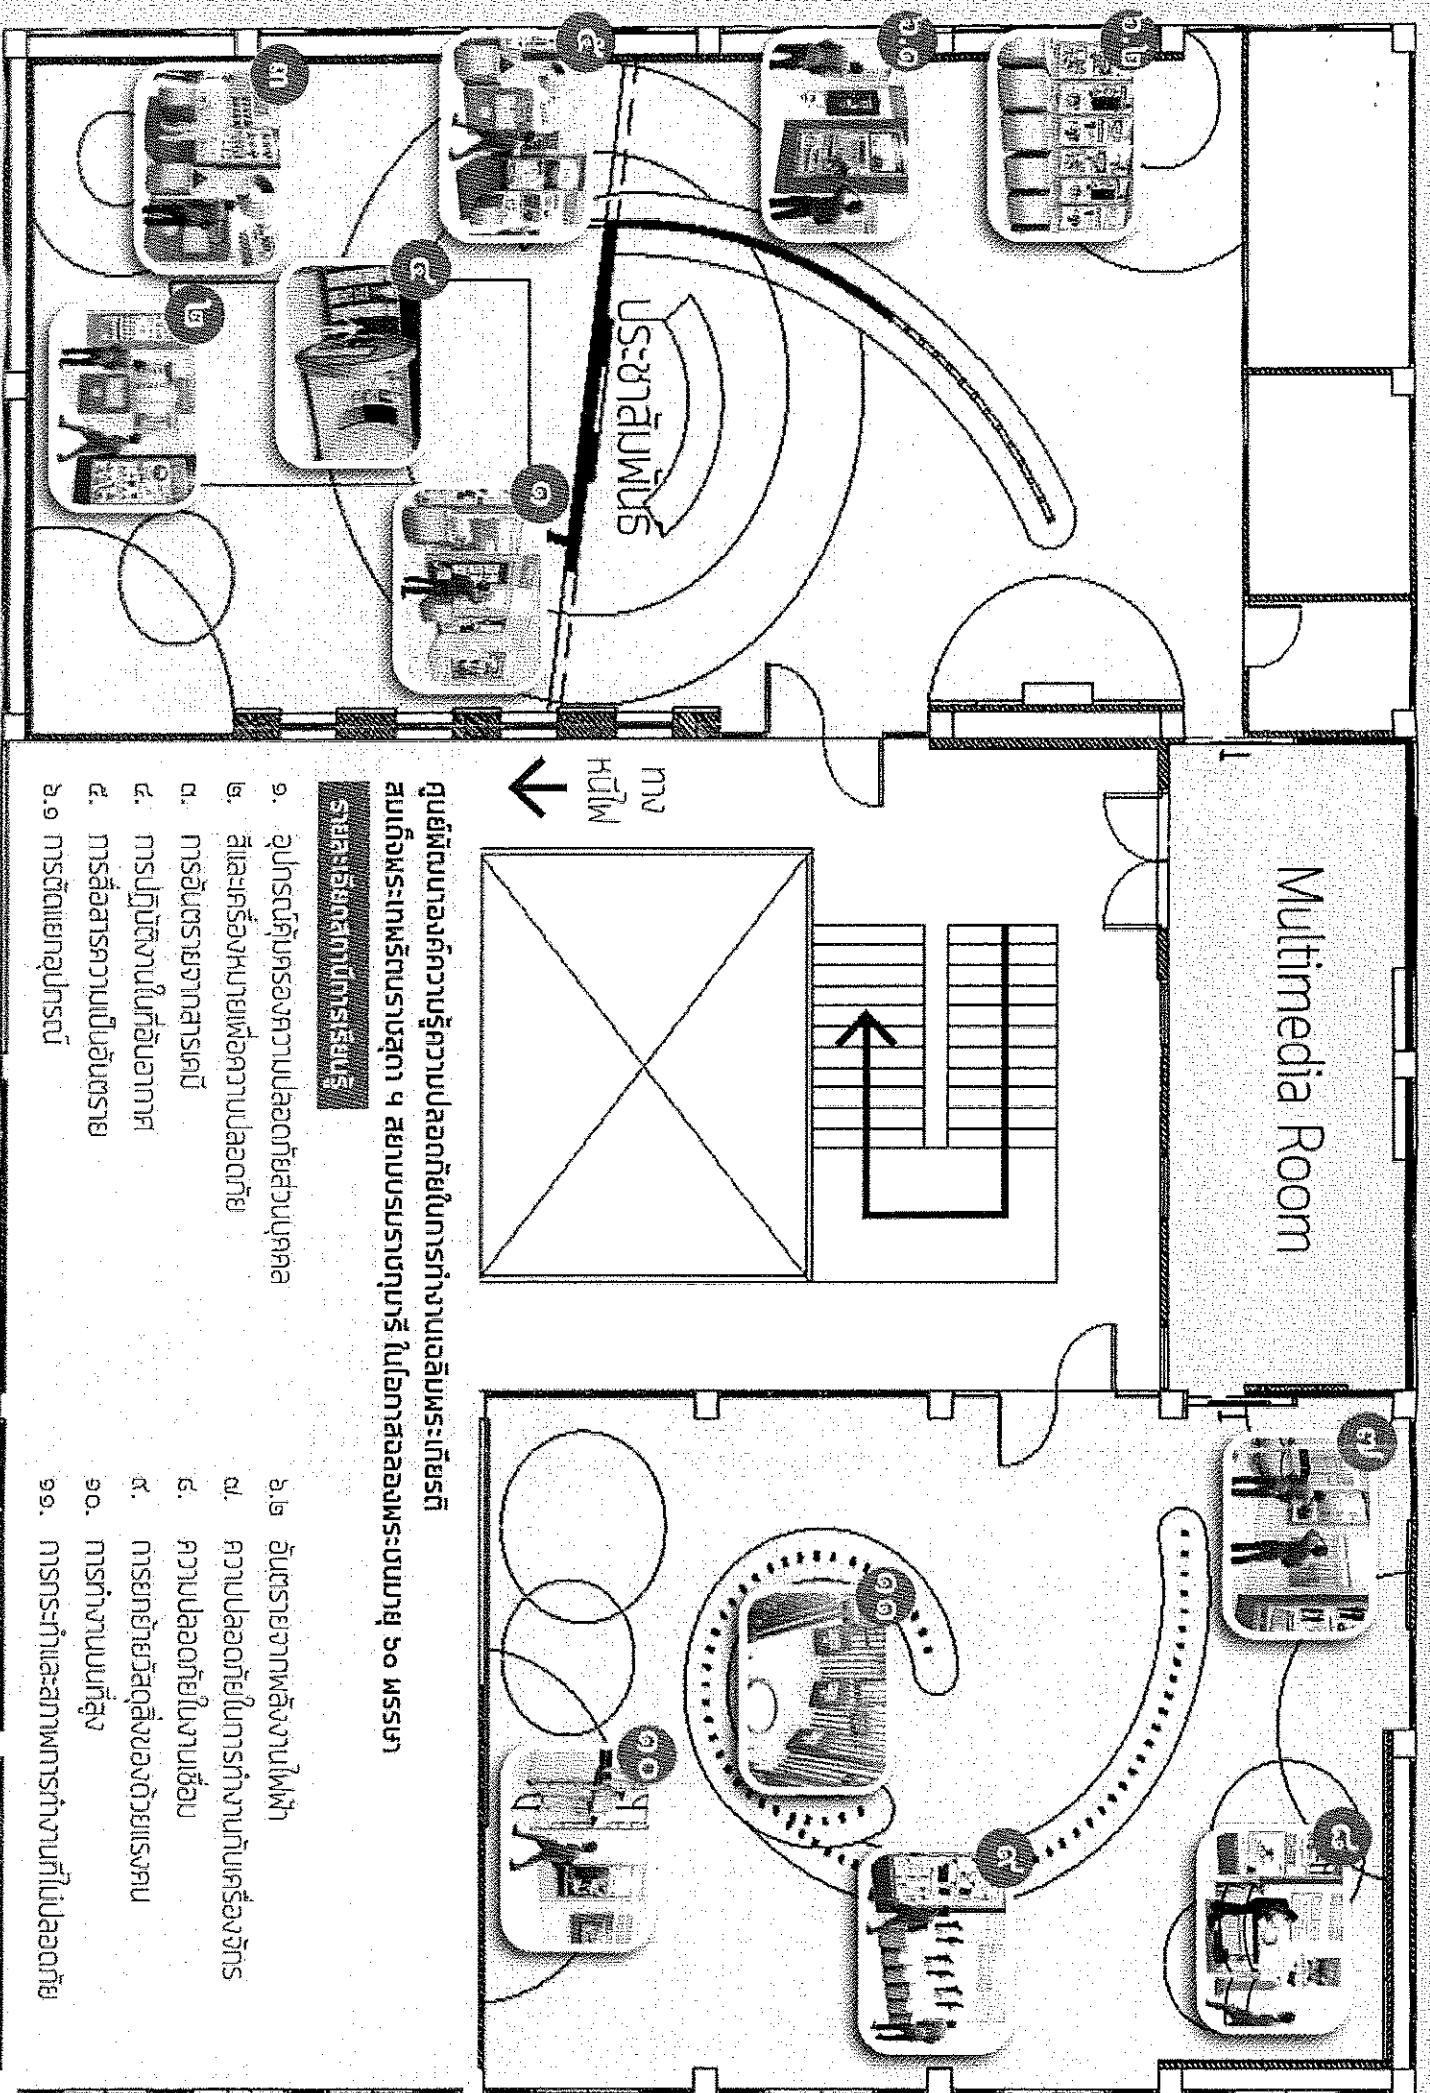 ๗
๘
Multimedia Room
๖.๒
๙
๖.๑
๑๑
ประชาสัมพันธ์
ทาง
หนีไฟ
๑๐
๕
๑
๔
๓
๒
ศูนย์พัฒนาองค์ความรู้ความปลอดภัยในการทำงานเฉลิมพระเกียรติ
สมเด็จพระเทพรัตนราชสุดา ฯ สยามบรมราชกุมารี ในโอกาสฉลองพระชนมายุ ๖๐ พรรษา
รายละเอียดสถานีการเรียนรู้
๑. อุปกรณ์คุ้มครองความปลอดภัยส่วนบุคคล
๒. สีและเครื่องหมายเพื่อความปลอดภัย
๓. การอันตรายจากสารเคมี
๔. การปฏิบัติงานในที่อับอากาศ
๕. การสื่อสารความเป็นอันตราย
๖.๑ การตัดแยกอุปกรณ์
๖.๒ อันตรายจากพลังงานไฟฟ้า
๗. ความปลอดภัยในการทำงานกับเครื่องจักร
๘. ความปลอดภัยในงานเชื่อม
๙. การยกย้ายวัสดุสิ่งของด้วยแรงคน
๑๐. การทำงานบนที่สูง
๑๑. การกระทำและสภาพการทำงานที่ไม่ปลอดภัย